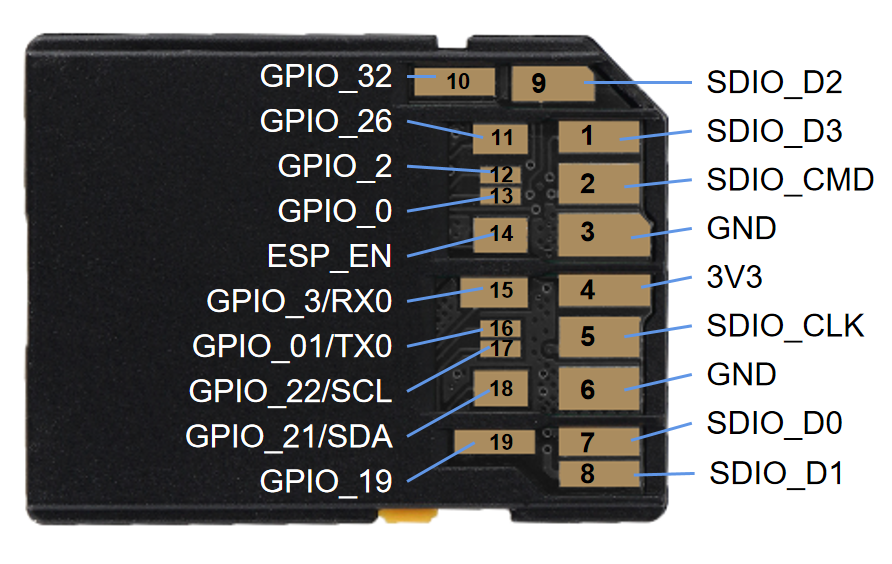 GPIO_32 10 9 SDIO_D2
GPIO_26 11 1 SDIO_D3
GPIO_2 12 2 SDIO_CMD
GPIO_0 13 3 GND
ESP_EN 14 4 3V3
GPIO_3/RX0 15 5 SDIO_CLK
GPIO_01/TX0 16 6 GND
GPIO_22/SCL 17 7 SDIO_D0
GPIO_21/SDA 18 8 SDIO_D1
GPIO_19 19